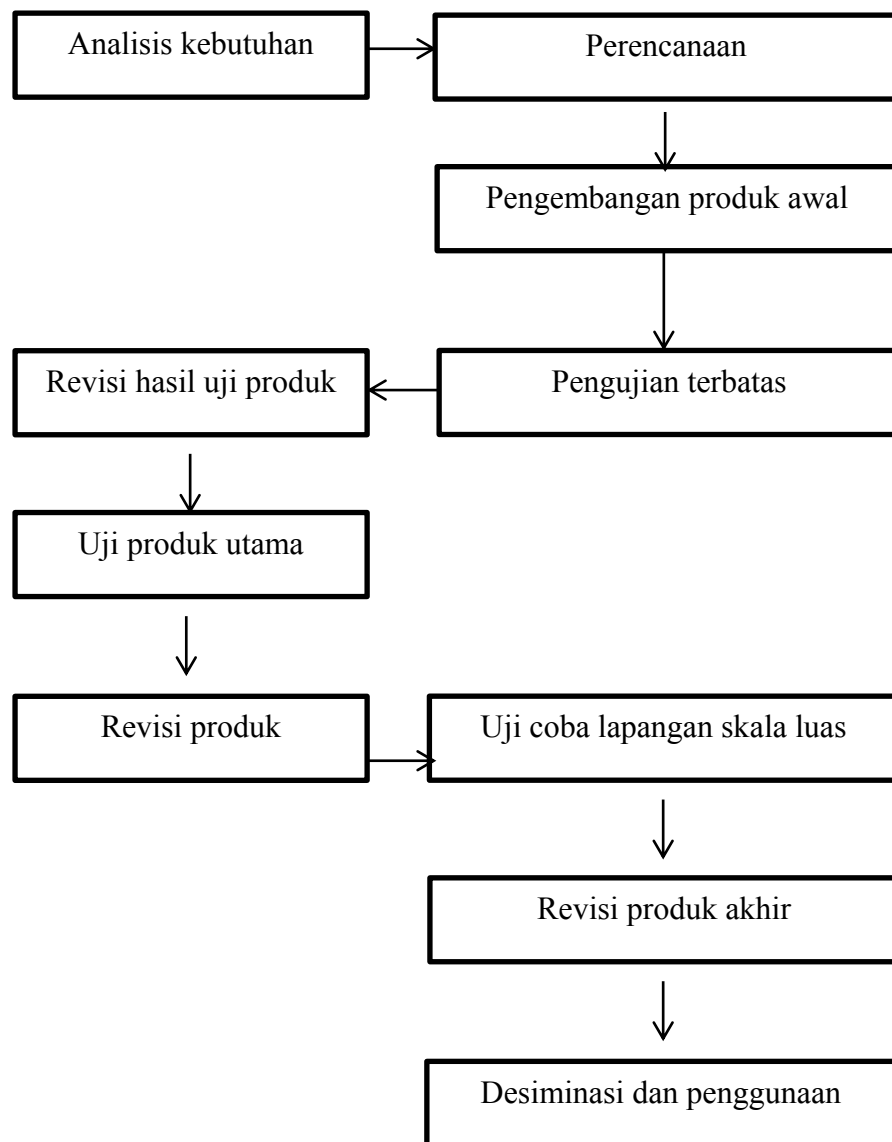 Analisis kebutuhan
Perencanaan
Pengembangan produk awal
Pengujian terbatas
Revisi hasil uji produk
Uji produk utama
Revisi produk
Uji coba lapangan skala luas
Revisi produk akhir
Desiminasi dan penggunaan